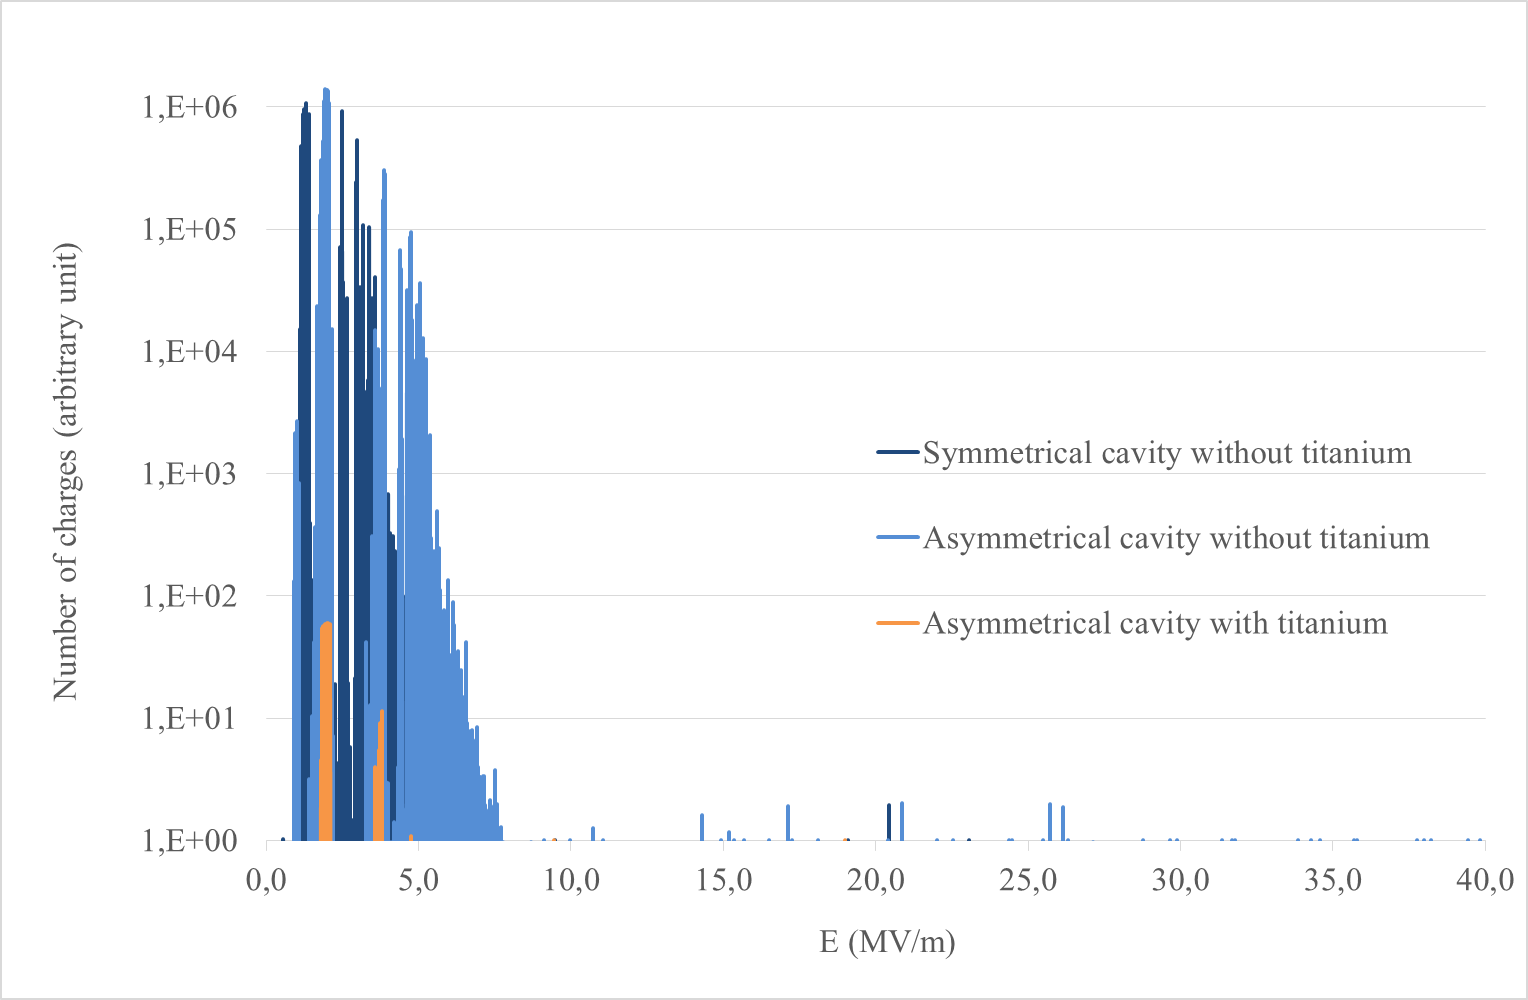 1,E+06
1,E+05
1,E+04
1,E+03
1,E+02
1,E+01
1,E+00
Number of charges (arbitrary unit)
Symmetrical cavity without titanium
Asymmetrical cavity without titanium
Asymmetrical cavity with titanium
0,0 5,0 10,0 15,0 20,0 25,0 30,0 35,0 40,0
E (MV/m)